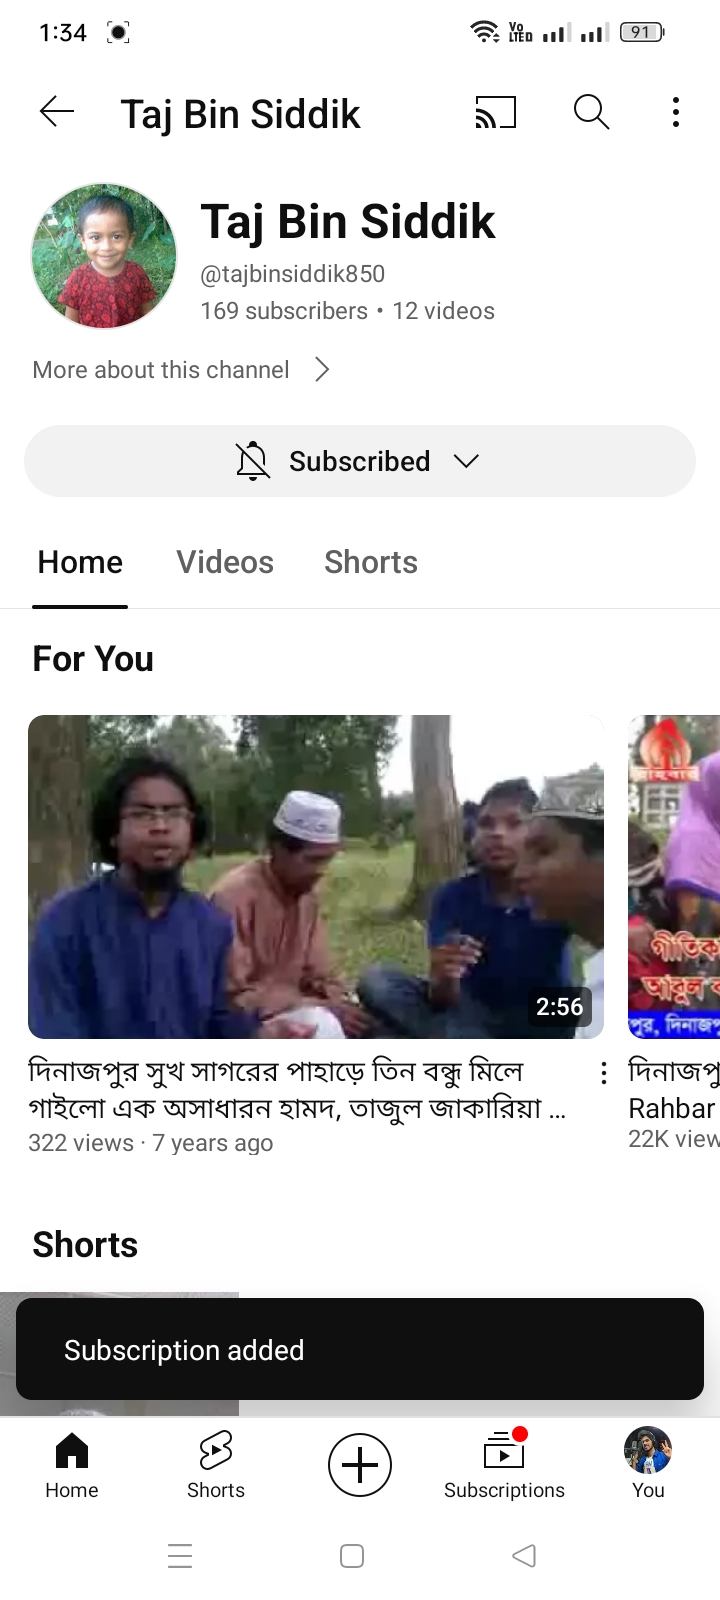 1:34
Vo LTED
91
Taj Bin Siddik
Taj Bin Siddik
@tajbinsiddik850
169 subscribers • 12 videos
More about this channel
Subscribed
Home Videos Shorts
For You
2:56
দিনাজপুর সুখ সাগরের পাহাড়ে তিন বন্ধু মিলে
গাইলো এক অসাধারন হামদ, তাজুল জাকারিয়া ...
322 views · 7 years ago
পুর, দিনাজপু
দিনাজপু
Rahbar
22K view
Shorts
Subscription added
Home Shorts Subscriptions You